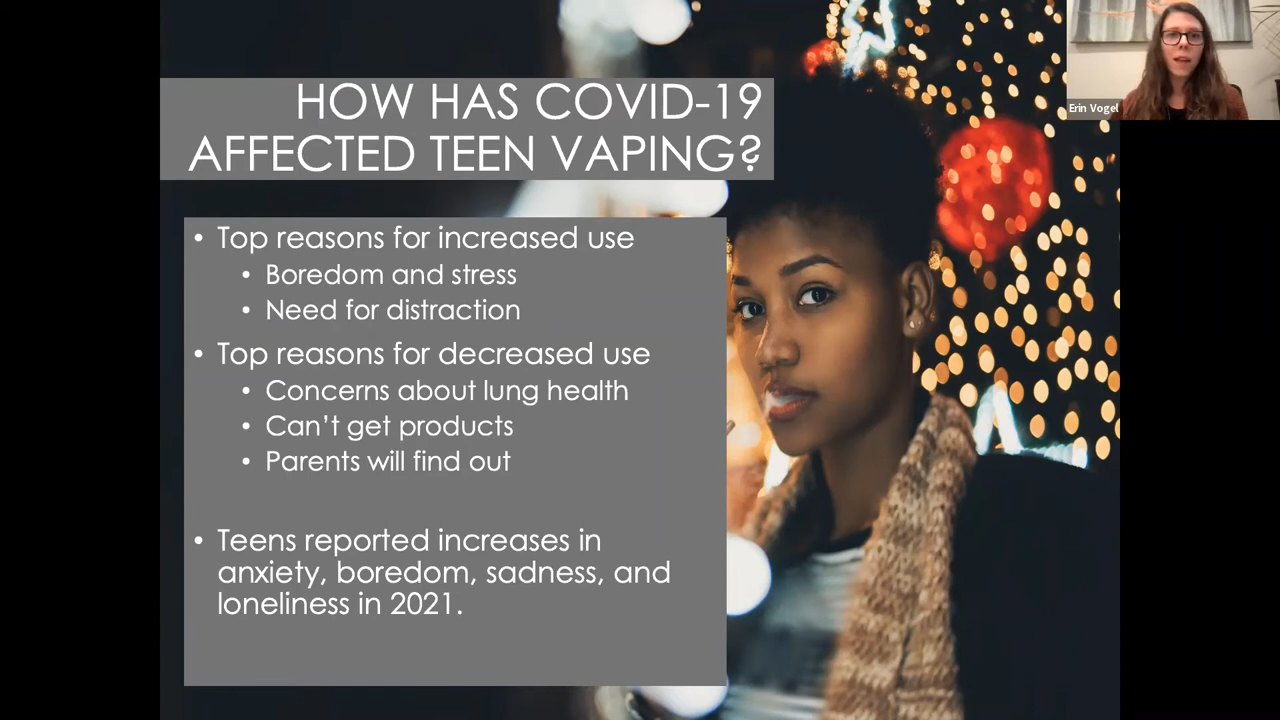 HOW HAS COVID-19
AFFECTED TEEN VAPING?
Erin Vogel
• Top reasons for increased use
• Boredom and stress
• Need for distraction
• Top reasons for decreased use
• Concerns about lung health
• Can't get products
• Parents will find out
• Teens reported increases in
anxiety, boredom, sadness, and
loneliness in 2021.